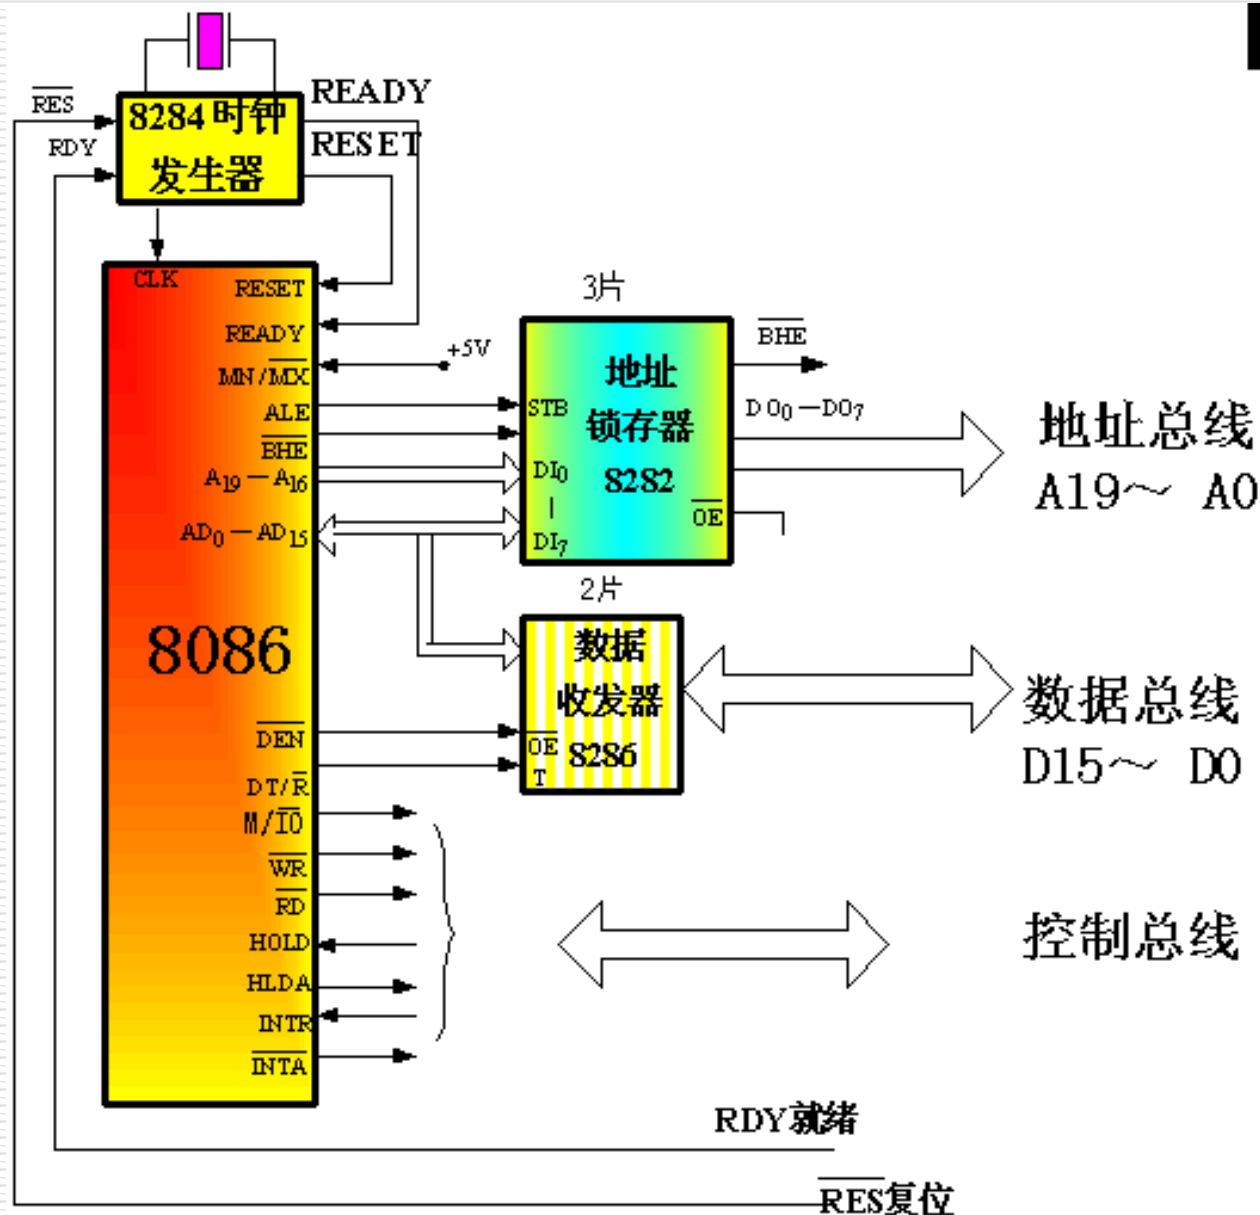 RES
RDY
8284时钟
发生器
READY
RESET
CLK
RESET
READY
MN/MX
+5V
ALE
BHE
A19－A16
AD0－AD15
8086
DEN
DT/R
M/IO
WR
RD
HOLD
HLDA
INTR
INTA
3片
地址
锁存器
8282
STB
DI0
DI7
OE
BHE
DO0－DO7
地址总线
A19～ A0
2片
数据
收发器
8286
OE
T
数据总线
D15～ D0
控制总线
RDY就绪
RES复位